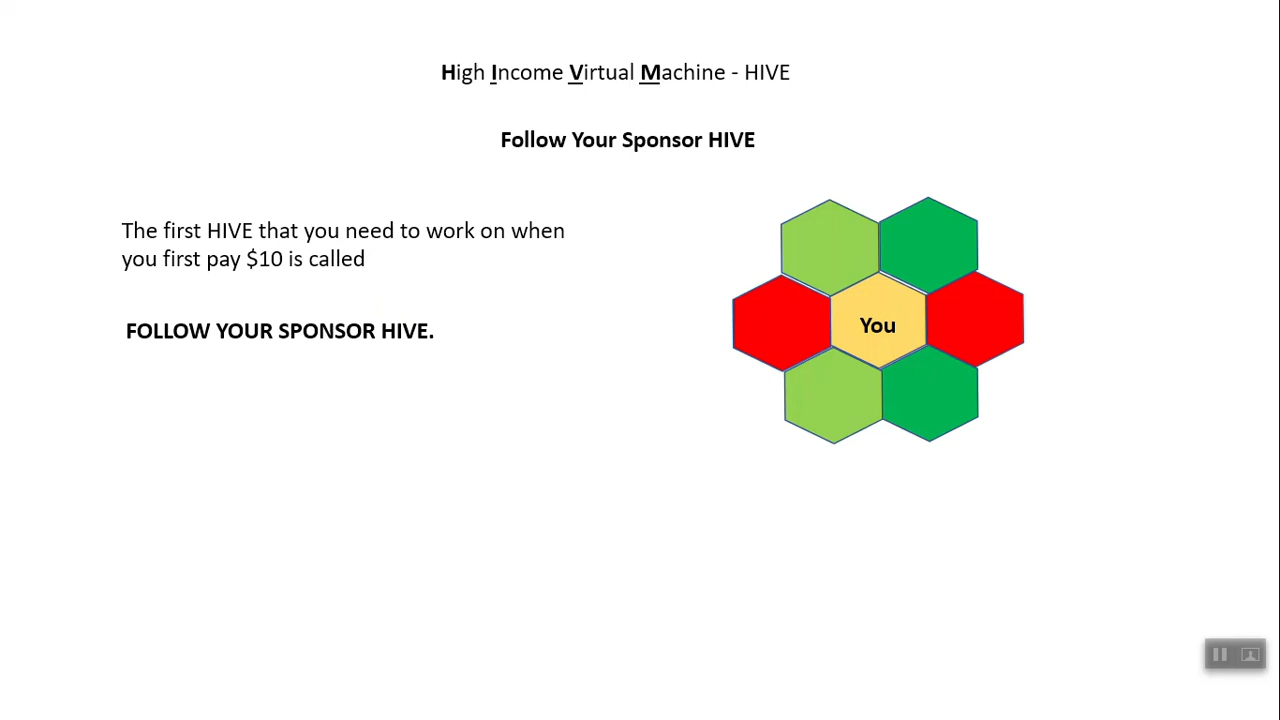 High Income Virtual Machine - HIVE
Follow Your Sponsor HIVE
The first HIVE that you need to work on when
you first pay $10 is called
FOLLOW YOUR SPONSOR HIVE.
You